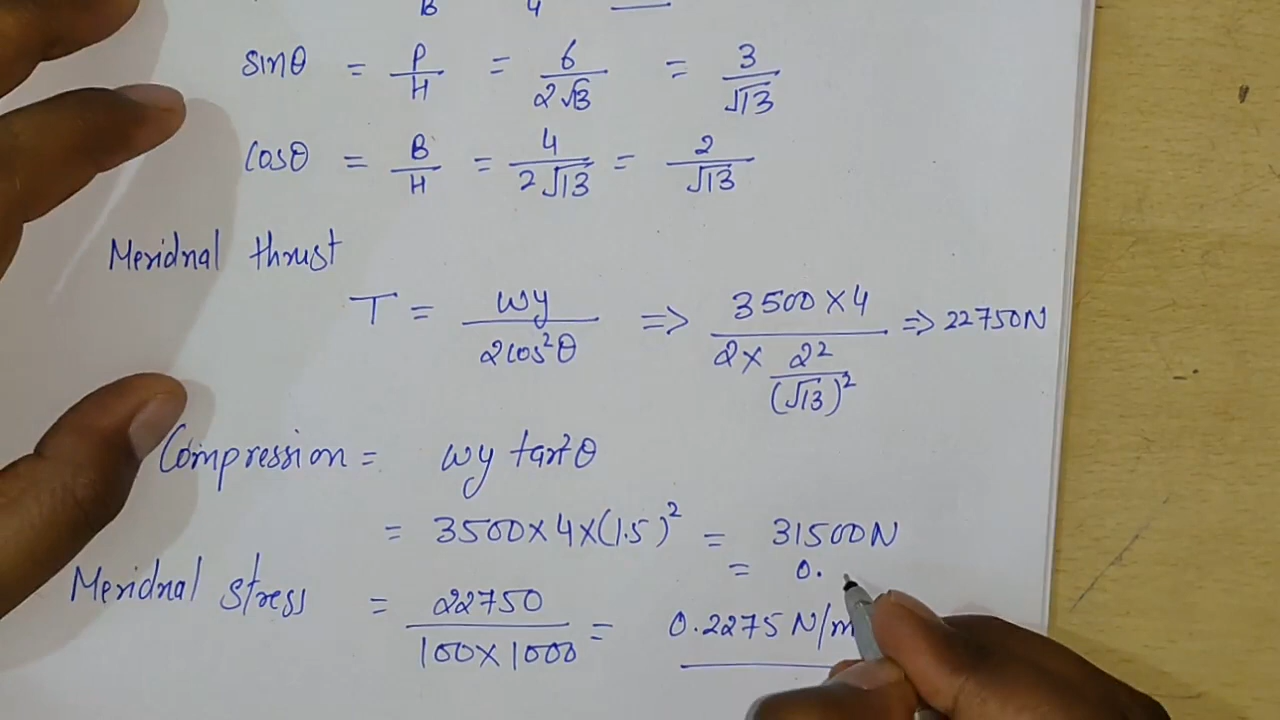 B 4
sinθ = P/H = 6/2√13 = 3/√13
cosθ = B/H = 4/2√13 = 2/√13
Meridnal thrust
T = wy/2cos²θ => 3500×4/2×2²/(√13)² => 22750N
Compression = wy tan²θ
= 3500×4×(1.5)² = 31500N
= 0.
Meridnal stress = 22750/100×1000 = 0.2275 N/m